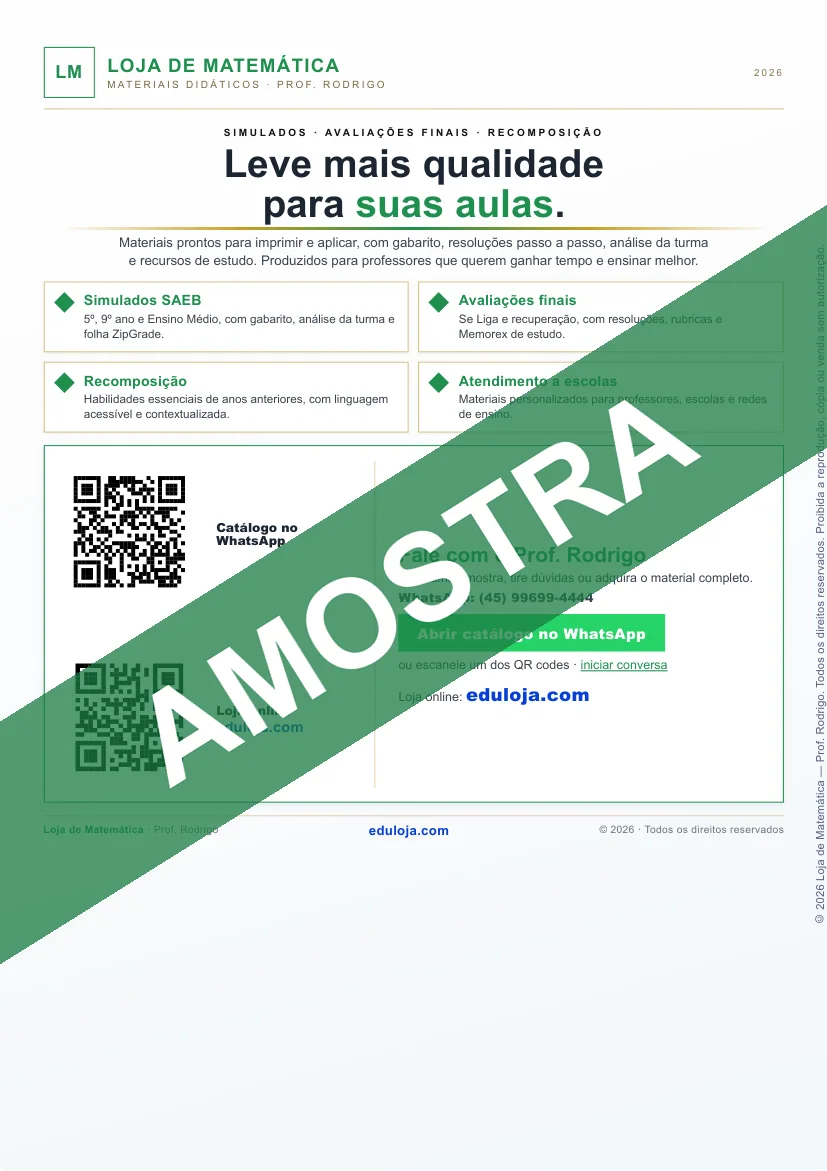 LM
LOJA DE MATEMÁTICA
MATERIAIS DIDÁTICOS · PROF. RODRIGO
2026
SIMULADOS · AVALIAÇÕES FINAIS · RECOMPOSIÇÃO
Leve mais qualidade
para suas aulas.
Materiais prontos para imprimir e aplicar, com gabarito, resoluções passo a passo, análise da turma
e recursos de estudo. Produzidos para professores que querem ganhar tempo e ensinar melhor.
Simulados SAEB
5º, 9º ano e Ensino Médio, com gabarito, análise da turma e
folha ZipGrade.
Avaliações finais
Se Liga e recuperação, com resoluções, rubricas e
Memorex de estudo.
Recomposição
Habilidades essenciais de anos anteriores, com linguagem
acessível e contextualizada.
Atendimento a escolas
Materiais personalizados para professores, escolas e redes
de ensino.
Catálogo no
WhatsApp
Fale com o Prof. Rodrigo
amostra, tire dúvidas ou adquira o material completo.
WhatsApp: (45) 99699-4444
Abrir catálogo no WhatsApp
ou escaneie um dos QR codes · iniciar conversa
Loja online: eduloja.com
Loja online
eduloja.com
AMOSTRA
Loja de Matemática · Prof. Rodrigo
eduloja.com
© 2026 · Todos os direitos reservados
© 2026 Loja de Matemática — Prof. Rodrigo. Todos os direitos reservados. Proibida a reprodução, cópia ou venda sem autorização.